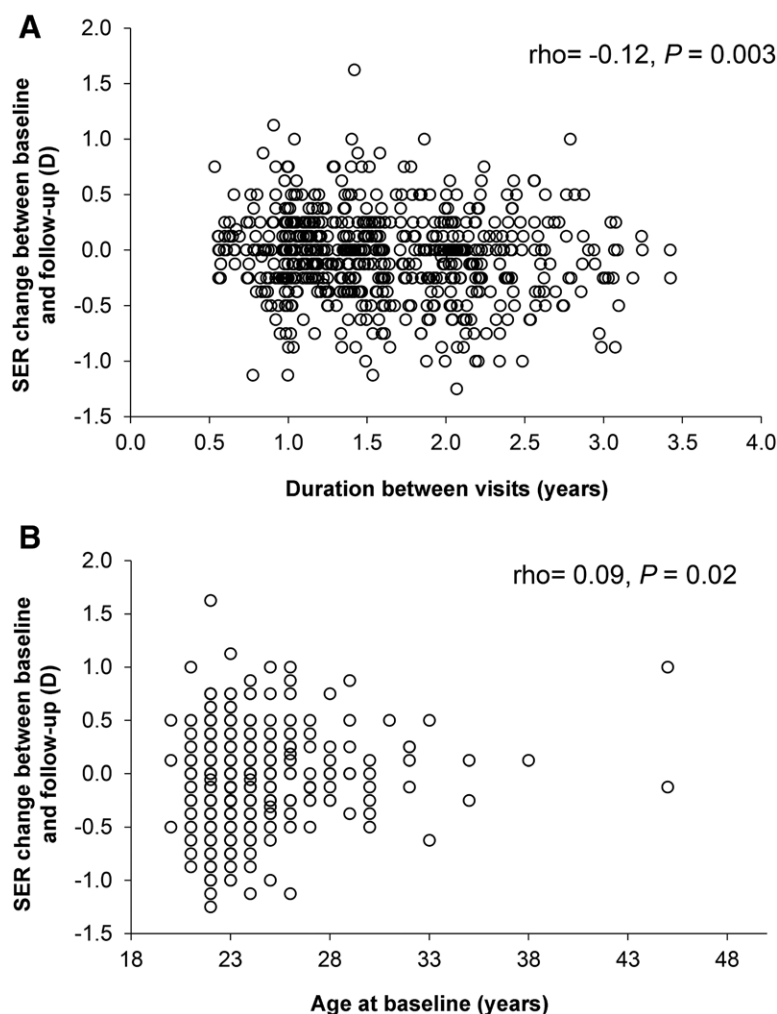 A
2.0
rho= -0.12, P = 0.003
1.5
1.0
0.5
0.0
-0.5
-1.0
-1.5
SER change between baseline
and follow-up (D)
0.0 0.5 1.0 1.5 2.0 2.5 3.0 3.5 4.0
Duration between visits (years)
B
2.0
rho= 0.09, P = 0.02
1.5
1.0
0.5
0.0
-0.5
-1.0
-1.5
SER change between baseline
and follow-up (D)
18 23 28 33 38 43 48
Age at baseline (years)